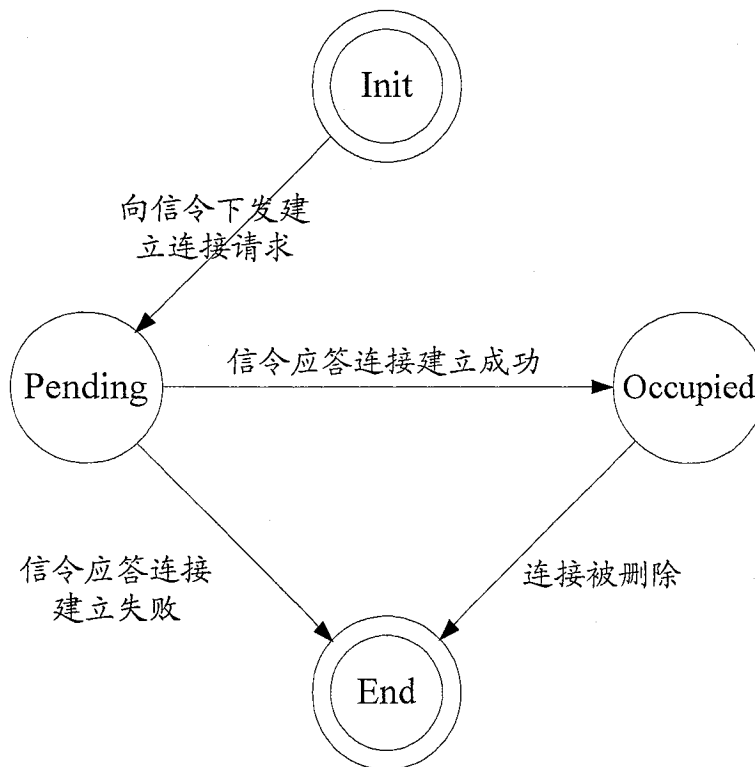 Init
向信令下发建
立连接请求
信令应答连接建立成功
Pending
Occupied
信令应答连接
建立失败
连接被删除
End